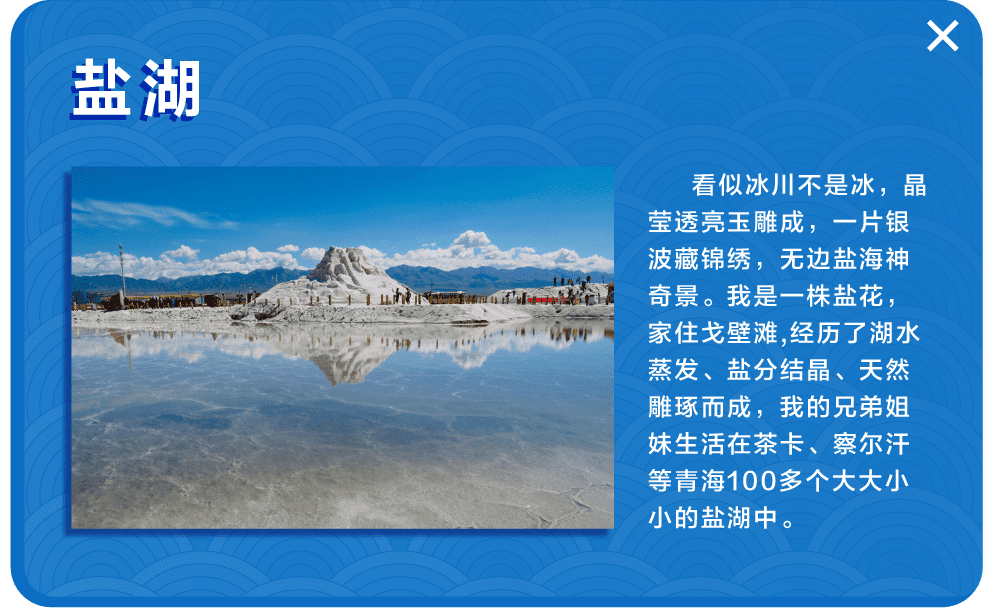 盐湖
看似冰川不是冰，晶
莹透亮玉雕成，一片银
波藏锦绣，无边盐海神
奇景。我是一株盐花，
家住戈壁滩,经历了湖水
蒸发、盐分结晶、天然
雕琢而成，我的兄弟姐
妹生活在茶卡、察尔汗
等青海100多个大大小
小的盐湖中。